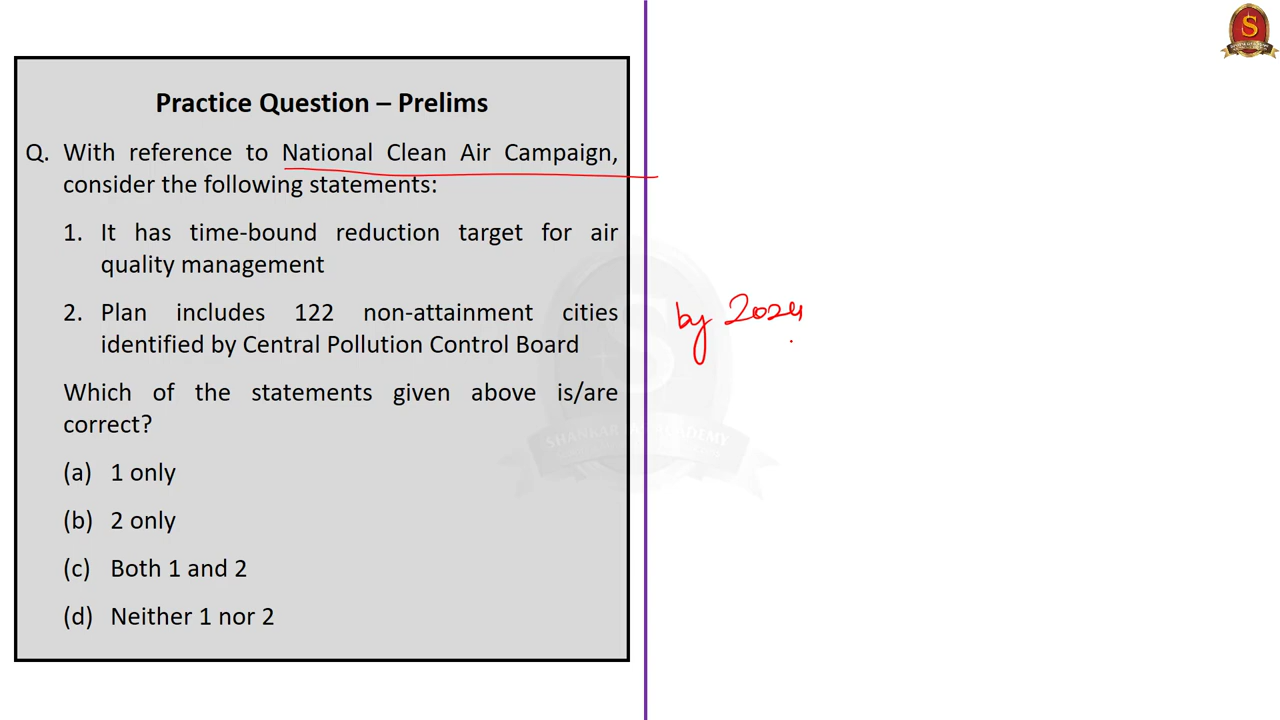 Practice Question – Prelims
Q. With reference to National Clean Air Campaign,
consider the following statements:
1. It has time-bound reduction target for air
quality management
2. Plan includes 122 non-attainment cities
identified by Central Pollution Control Board
Which of the statements given above is/are
correct?
(a) 1 only
(b) 2 only
(c) Both 1 and 2
(d) Neither 1 nor 2
by 2024
S
SHANKAR IAS ACADEMY
S